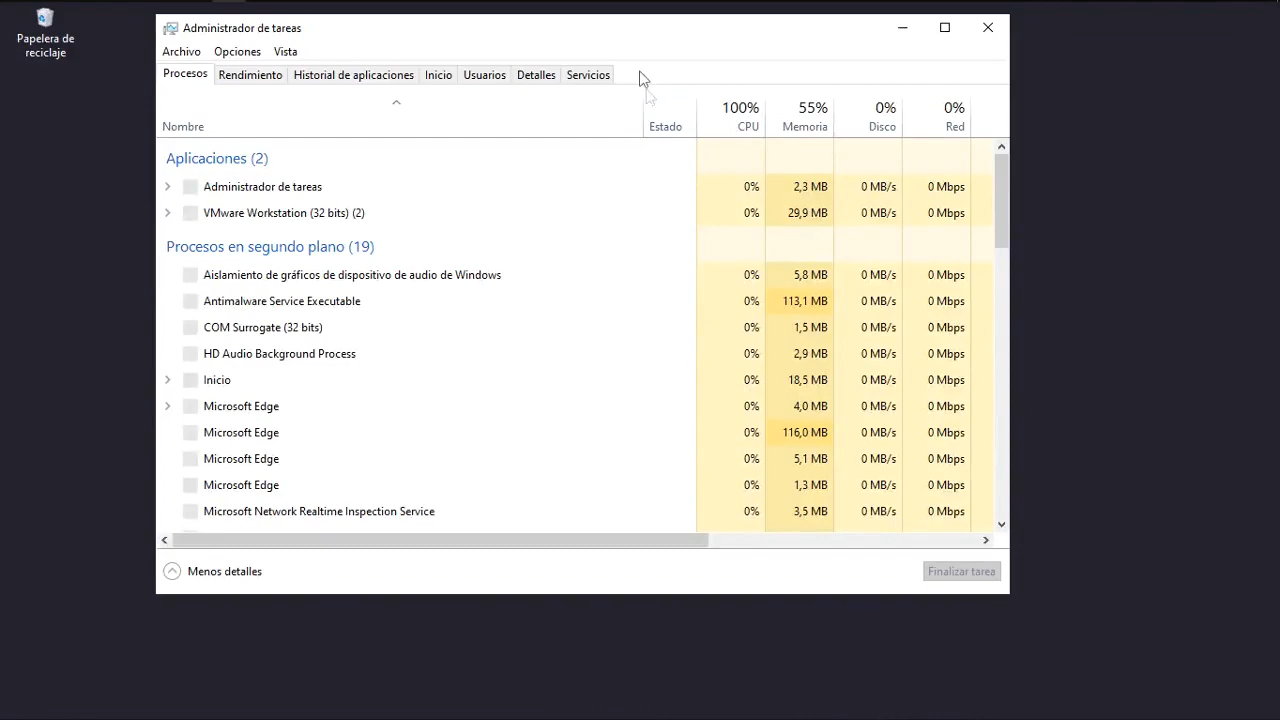 Papelera de
reciclaje
Administrador de tareas
Archivo Opciones Vista
Procesos Rendimiento Historial de aplicaciones Inicio Usuarios Detalles Servicios
100% 55% 0% 0%
Nombre Estado CPU Memoria Disco Red
Aplicaciones (2)
Administrador de tareas 0% 2,3 MB 0 MB/s 0 Mbps
VMware Workstation (32 bits) (2) 0% 29,9 MB 0 MB/s 0 Mbps
Procesos en segundo plano (19)
Aislamiento de gráficos de dispositivo de audio de Windows 0% 5,8 MB 0 MB/s 0 Mbps
Antimalware Service Executable 0% 113,1 MB 0 MB/s 0 Mbps
COM Surrogate (32 bits) 0% 1,5 MB 0 MB/s 0 Mbps
HD Audio Background Process 0% 2,9 MB 0 MB/s 0 Mbps
Inicio 0% 18,5 MB 0 MB/s 0 Mbps
Microsoft Edge 0% 4,0 MB 0 MB/s 0 Mbps
Microsoft Edge 0% 116,0 MB 0 MB/s 0 Mbps
Microsoft Edge 0% 5,1 MB 0 MB/s 0 Mbps
Microsoft Edge 0% 1,3 MB 0 MB/s 0 Mbps
Microsoft Network Realtime Inspection Service 0% 3,5 MB 0 MB/s 0 Mbps
Menos detalles Finalizar tarea